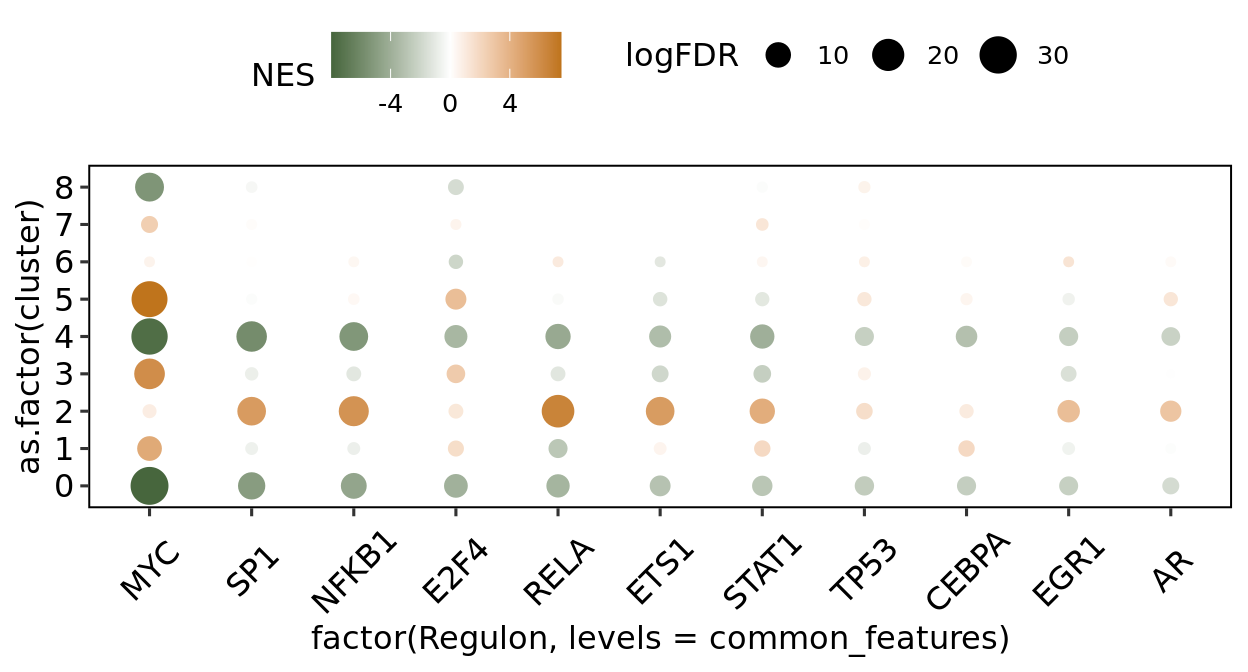 NES
-4 0 4
logFDR 10 20 30
as.factor(cluster)
8
7
6
5
4
3
2
1
0
MYC SP1 NFKB1 E2F4 RELA ETS1 STAT1 TP53 CEBPA EGR1 AR
factor(Regulon, levels = common_features)